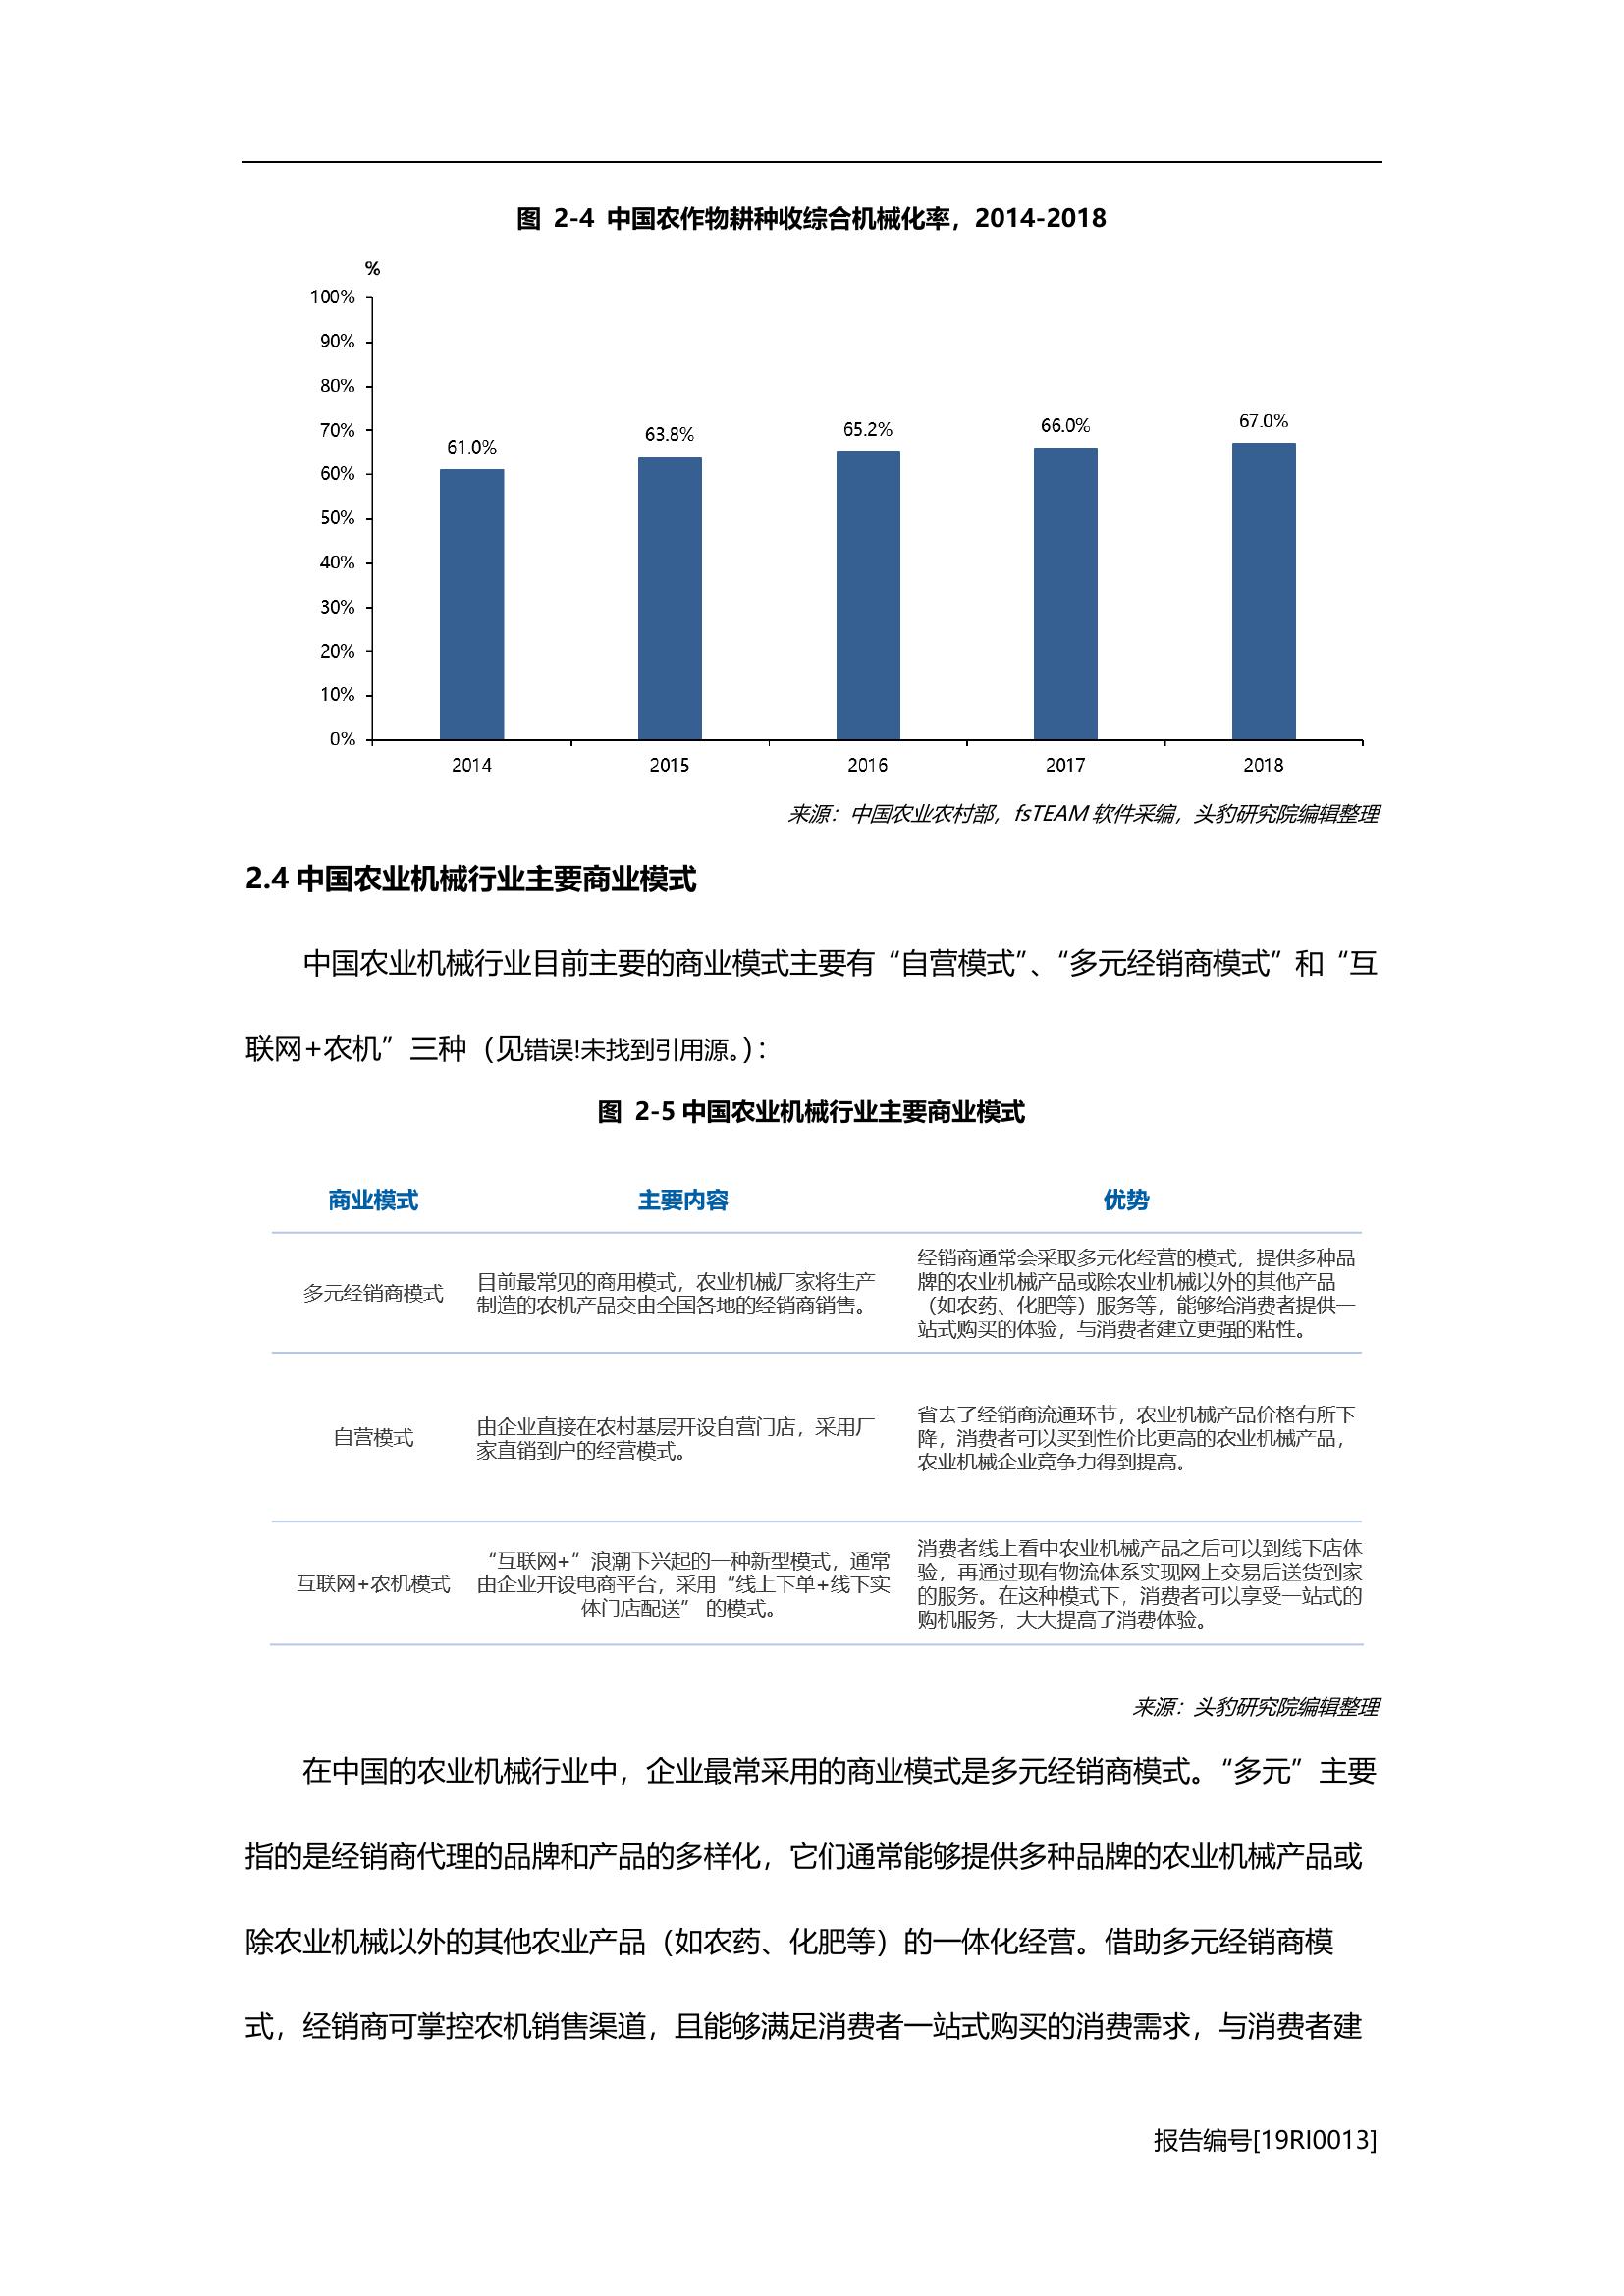 图 2-4 中国农作物耕种收综合机械化率，2014-2018
%
100%
90%
80%
70%
60%
50%
40%
30%
20%
10%
0%
61.0%
63.8%
65.2%
66.0%
67.0%
2014
2015
2016
2017
2018
来源：中国农业农村部，fsTEAM 软件采编，头豹研究院编辑整理
2.4 中国农业机械行业主要商业模式
中国农业机械行业目前主要的商业模式主要有“自营模式”、“多元经销商模式”和“互
联网+农机”三种（见错误!未找到引用源。）：
图 2-5 中国农业机械行业主要商业模式
商业模式 主要内容 优势
多元经销商模式
目前最常见的商用模式，农业机械厂家将生产
制造的农机产品交由全国各地的经销商销售。
经销商通常会采取多元化经营的模式，提供多种品
牌的农业机械产品或除农业机械以外的其他产品
（如农药、化肥等）服务等，能够给消费者提供一
站式购买的体验，与消费者建立更强的粘性。
自营模式
由企业直接在农村基层开设自营门店，采用厂
家直销到户的经营模式。
省去了经销商流通环节，农业机械产品价格有所下
降，消费者可以买到性价比更高的农业机械产品，
农业机械企业竞争力得到提高。
互联网+农机模式
“互联网+”浪潮下兴起的一种新型模式，通常
由企业开设电商平台，采用“线上下单+线下实
体门店配送” 的模式。
消费者线上看中农业机械产品之后可以到线下店体
验，再通过现有物流体系实现网上交易后送货到家
的服务。在这种模式下，消费者可以享受一站式的
购机服务，大大提高了消费体验。
来源：头豹研究院编辑整理
在中国的农业机械行业中，企业最常采用的商业模式是多元经销商模式。“多元”主要
指的是经销商代理的品牌和产品的多样化，它们通常能够提供多种品牌的农业机械产品或
除农业机械以外的其他农业产品（如农药、化肥等）的一体化经营。借助多元经销商模
式，经销商可掌控农机销售渠道，且能够满足消费者一站式购买的消费需求，与消费者建
报告编号[19RI0013]